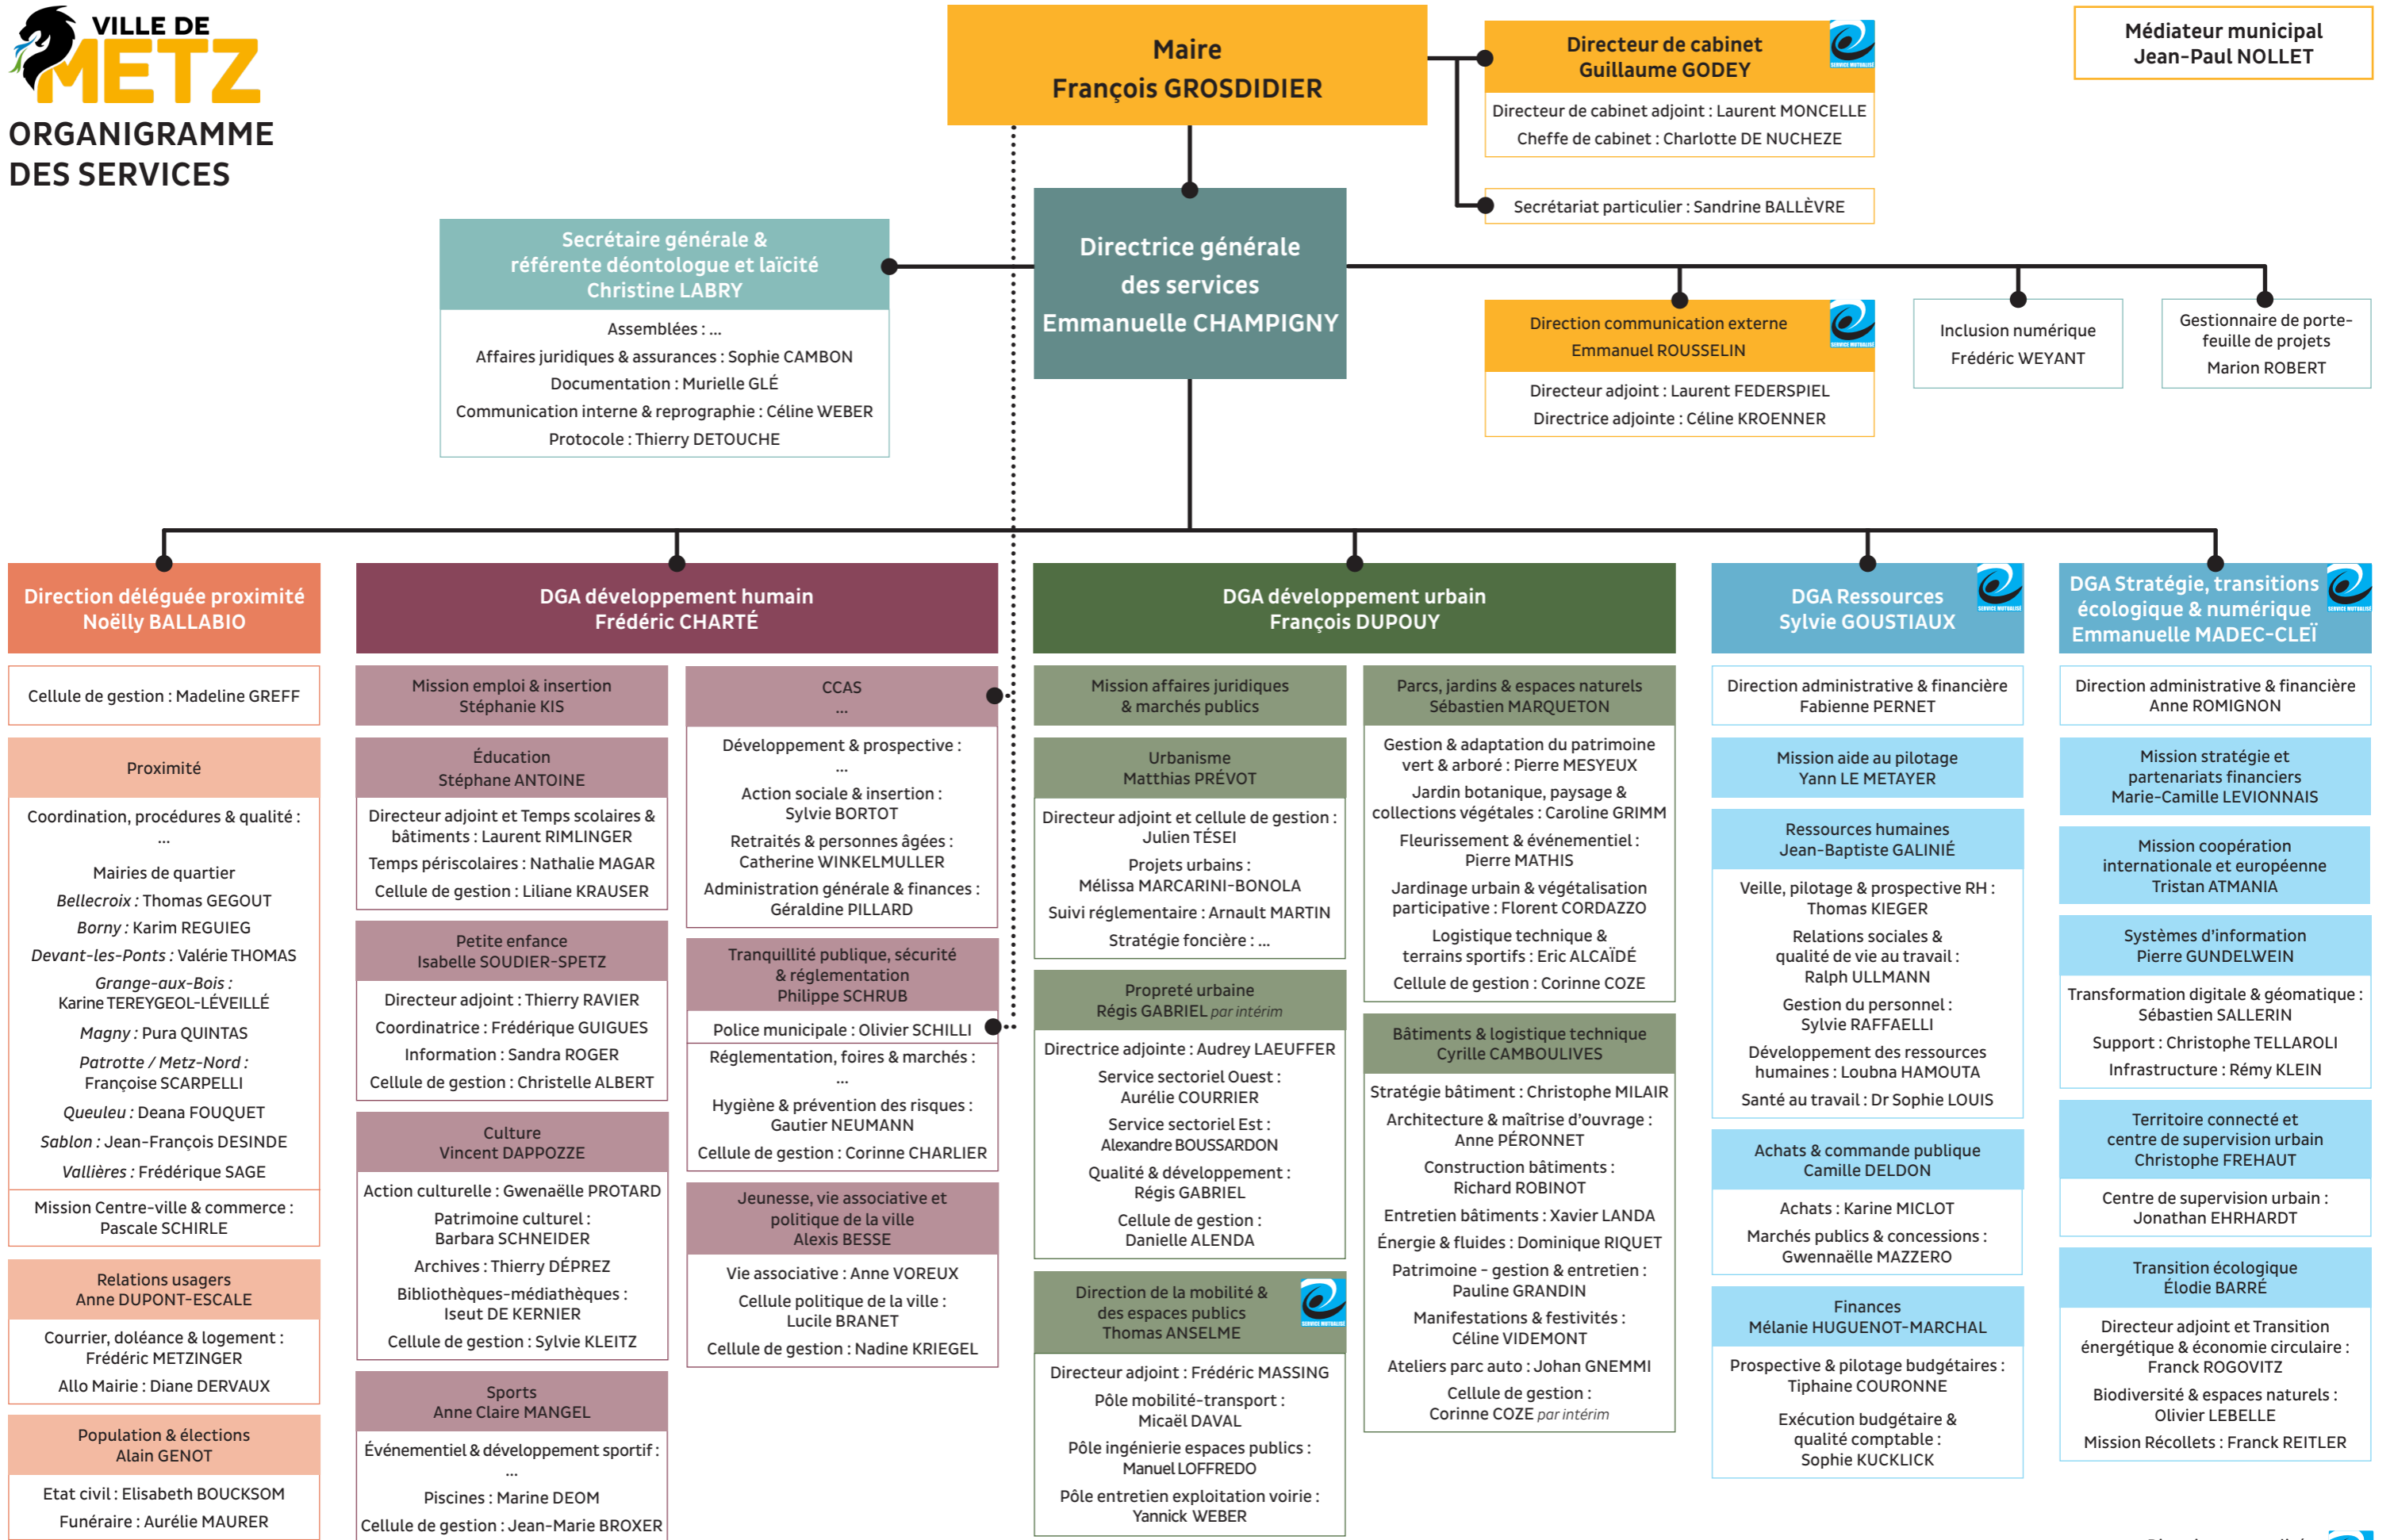 VILLE DE
METZ
ORGANIGRAMME
DES SERVICES
Maire
François GROSDIDIER
Directeur de cabinet
Guillaume GODEY
SERVICE MUTUALISÉ
Directeur de cabinet adjoint : Laurent MONCELLE
Cheffe de cabinet : Charlotte DE NUCHEZE
Secrétariat particulier : Sandrine BALLÈVRE
Médiateur municipal
Jean-Paul NOLLET
Directrice générale
des services
Emmanuelle CHAMPIGNY
Secrétaire générale &
référente déontologue et laïcité
Christine LABRY
Assemblées : ...
Affaires juridiques & assurances : Sophie CAMBON
Documentation : Murielle GLÉ
Communication interne & reprographie : Céline WEBER
Protocole : Thierry DETOUCHE
Direction communication externe
Emmanuel ROUSSELIN
SERVICE MUTUALISÉ
Directeur adjoint : Laurent FEDERSPIEL
Directrice adjointe : Céline KROENNER
Inclusion numérique
Frédéric WEYANT
Gestionnaire de porte-
feuille de projets
Marion ROBERT
Direction déléguée proximité
Noëlly BALLABIO
Cellule de gestion : Madeline GREFF
Proximité
Coordination, procédures & qualité :
...
Mairies de quartier
Bellecroix : Thomas GEGOUT
Borny : Karim REGUIEG
Devant-les-Ponts : Valérie THOMAS
Grange-aux-Bois :
Karine TEREYGEOL-LÉVEILLÉ
Magny : Pura QUINTAS
Patrotte / Metz-Nord :
Françoise SCARPELLI
Queuleu : Deana FOUQUET
Sablon : Jean-François DESINDE
Vallières : Frédérique SAGE
Mission Centre-ville & commerce :
Pascale SCHIRLE
Relations usagers
Anne DUPONT-ESCALE
Courrier, doléance & logement :
Frédéric METZINGER
Allo Mairie : Diane DERVAUX
Population & élections
Alain GENOT
Etat civil : Elisabeth BOUCKSOM
Funéraire : Aurélie MAURER
DGA développement humain
Frédéric CHARTÉ
Mission emploi & insertion
Stéphanie KIS
Éducation
Stéphane ANTOINE
Directeur adjoint et Temps scolaires &
bâtiments : Laurent RIMLINGER
Temps périscolaires : Nathalie MAGAR
Cellule de gestion : Liliane KRAUSER
Petite enfance
Isabelle SOUDIER-SPETZ
Directeur adjoint : Thierry RAVIER
Coordinatrice : Frédérique GUIGUES
Information : Sandra ROGER
Cellule de gestion : Christelle ALBERT
Culture
Vincent DAPPOZZE
Action culturelle : Gwenaëlle PROTARD
Patrimoine culturel :
Barbara SCHNEIDER
Archives : Thierry DÉPREZ
Bibliothèques-médiathèques :
Iseut DE KERNIER
Cellule de gestion : Sylvie KLEITZ
Sports
Anne Claire MANGEL
Événementiel & développement sportif :
...
Piscines : Marine DEOM
Cellule de gestion : Jean-Marie BROXER
CCAS
...
Développement & prospective :
...
Action sociale & insertion :
Sylvie BORTOT
Retraités & personnes âgées :
Catherine WINKELMULLER
Administration générale & finances :
Géraldine PILLARD
Tranquillité publique, sécurité
& réglementation
Philippe SCHRUB
Police municipale : Olivier SCHILLI
Réglementation, foires & marchés :
...
Hygiène & prévention des risques :
Gautier NEUMANN
Cellule de gestion : Corinne CHARLIER
Jeunesse, vie associative et
politique de la ville
Alexis BESSE
Vie associative : Anne VOREUX
Cellule politique de la ville :
Lucile BRANET
Cellule de gestion : Nadine KRIEGEL
DGA développement urbain
François DUPOUY
Mission affaires juridiques
& marchés publics
Urbanisme
Matthias PRÉVOT
Directeur adjoint et cellule de gestion :
Julien TÉSEI
Projets urbains :
Mélissa MARCARINI-BONOLA
Suivi réglementaire : Arnault MARTIN
Stratégie foncière : ...
Propreté urbaine
Régis GABRIEL par intérim
Directrice adjointe : Audrey LAEUFFER
Service sectoriel Ouest :
Aurélie COURRIER
Service sectoriel Est :
Alexandre BOUSSARDON
Qualité & développement :
Régis GABRIEL
Cellule de gestion :
Danielle ALENDA
Direction de la mobilité &
des espaces publics
Thomas ANSELME
SERVICE MUTUALISÉ
Directeur adjoint : Frédéric MASSING
Pôle mobilité-transport :
Micaël DAVAL
Pôle ingénierie espaces publics :
Manuel LOFFREDO
Pôle entretien exploitation voirie :
Yannick WEBER
Parcs, jardins & espaces naturels
Sébastien MARQUETON
Gestion & adaptation du patrimoine
vert & arboré : Pierre MESYEUX
Jardin botanique, paysage &
collections végétales : Caroline GRIMM
Fleurissement & événementiel :
Pierre MATHIS
Jardinage urbain & végétalisation
participative : Florent CORDAZZO
Logistique technique &
terrains sportifs : Eric ALCAÏDÉ
Cellule de gestion : Corinne COZE
Bâtiments & logistique technique
Cyrille CAMBOULIVES
Stratégie bâtiment : Christophe MILAIR
Architecture & maîtrise d'ouvrage :
Anne PÉRONNET
Construction bâtiments :
Richard ROBINOT
Entretien bâtiments : Xavier LANDA
Énergie & fluides : Dominique RIQUET
Patrimoine - gestion & entretien :
Pauline GRANDIN
Manifestations & festivités :
Céline VIDEMONT
Ateliers parc auto : Johan GNEMMI
Cellule de gestion :
Corinne COZE par intérim
DGA Ressources
Sylvie GOUSTIAUX
SERVICE MUTUALISÉ
Direction administrative & financière
Fabienne PERNET
Mission aide au pilotage
Yann LE METAYER
Ressources humaines
Jean-Baptiste GALINIÉ
Veille, pilotage & prospective RH :
Thomas KIEGER
Relations sociales &
qualité de vie au travail :
Ralph ULLMANN
Gestion du personnel :
Sylvie RAFFAELLI
Développement des ressources
humaines : Loubna HAMOUTA
Santé au travail : Dr Sophie LOUIS
Achats & commande publique
Camille DELDON
Achats : Karine MICLOT
Marchés publics & concessions :
Gwennaëlle MAZZERO
Finances
Mélanie HUGUENOT-MARCHAL
Prospective & pilotage budgétaires :
Tiphaine COURONNE
Exécution budgétaire &
qualité comptable :
Sophie KUCKLICK
DGA Stratégie, transitions
écologique & numérique
Emmanuelle MADEC-CLEÏ
SERVICE MUTUALISÉ
Direction administrative & financière
Anne ROMIGNON
Mission stratégie et
partenariats financiers
Marie-Camille LEVIONNAIS
Mission coopération
internationale et européenne
Tristan ATMANIA
Systèmes d'information
Pierre GUNDELWEIN
Transformation digitale & géomatique :
Sébastien SALLERIN
Support : Christophe TELLAROLI
Infrastructure : Rémy KLEIN
Territoire connecté et
centre de supervision urbain
Christophe FREHAUT
Centre de supervision urbain :
Jonathan EHRHARDT
Transition écologique
Élodie BARRÉ
Directeur adjoint et Transition
énergétique & économie circulaire :
Franck ROGOVITZ
Biodiversité & espaces naturels :
Olivier LEBELLE
Mission Récollets : Franck REITLER